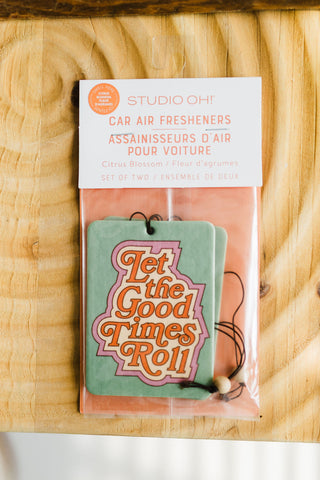 STUDIO OH!
CAR AIR FRESHENERS
ASSAINISSEURS D'AIR
POUR VOITURE
Citrus Blossom / Fleur d'agrumes
SET OF TWO / ENSEMBLE DE DEUX
Let
the
Good
Times
Roll